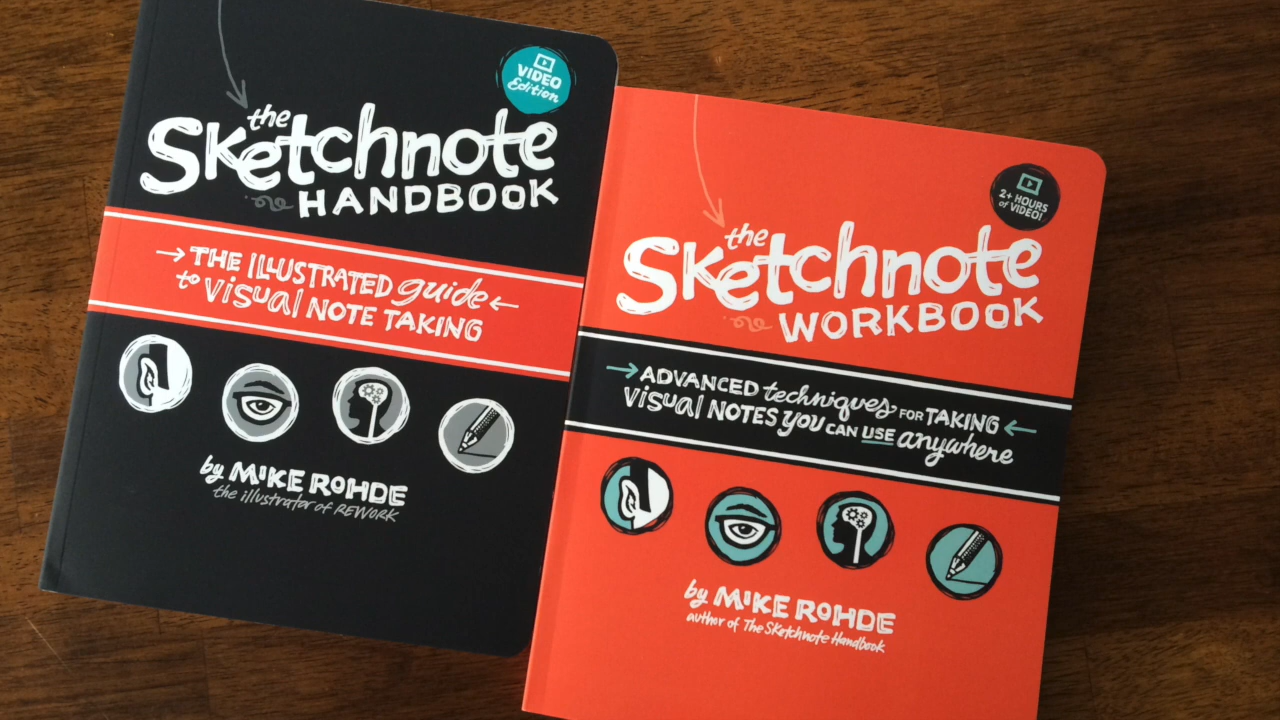 VIDEO
Edition
the
Sketchnote
HANDBOOK
THE ILLUSTRATED guide
to visual NOTE TAKING
by MIKE ROHDE
the illustrator of REWORK
2+ HOURS
of VIDEO!
the
Sketchnote
WORKBOOK
ADVANCED techniques FOR TAKING
visual NOTES you CAN USE anywhere
by MIKE ROHDE
author of The Sketchnote Handbook